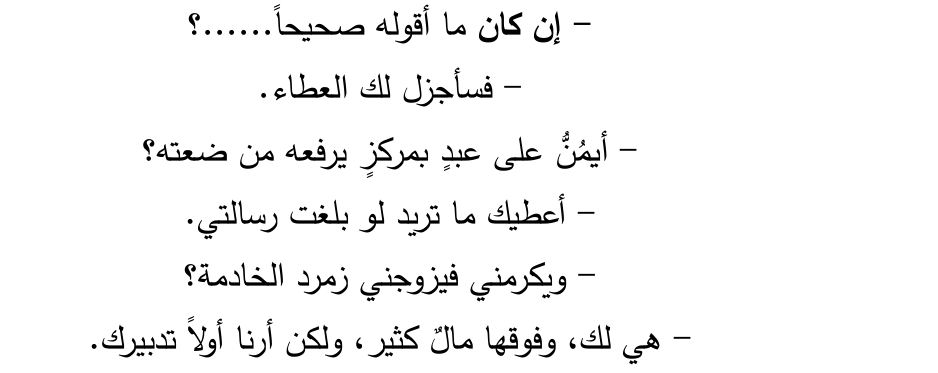 – إن كان ما أقوله صحيحاً......؟
– فسأجزل لك العطاء.
– أيمُنُّ على عبدٍ بمركزٍ يرفعه من ضعته؟
– أعطيك ما تريد لو بلغت رسالتي.
– ويكرمني فيزوجني زمرد الخادمة؟
– هي لك، وفوقها مالٌ كثير، ولكن أرنا أولاً تدبيرك.